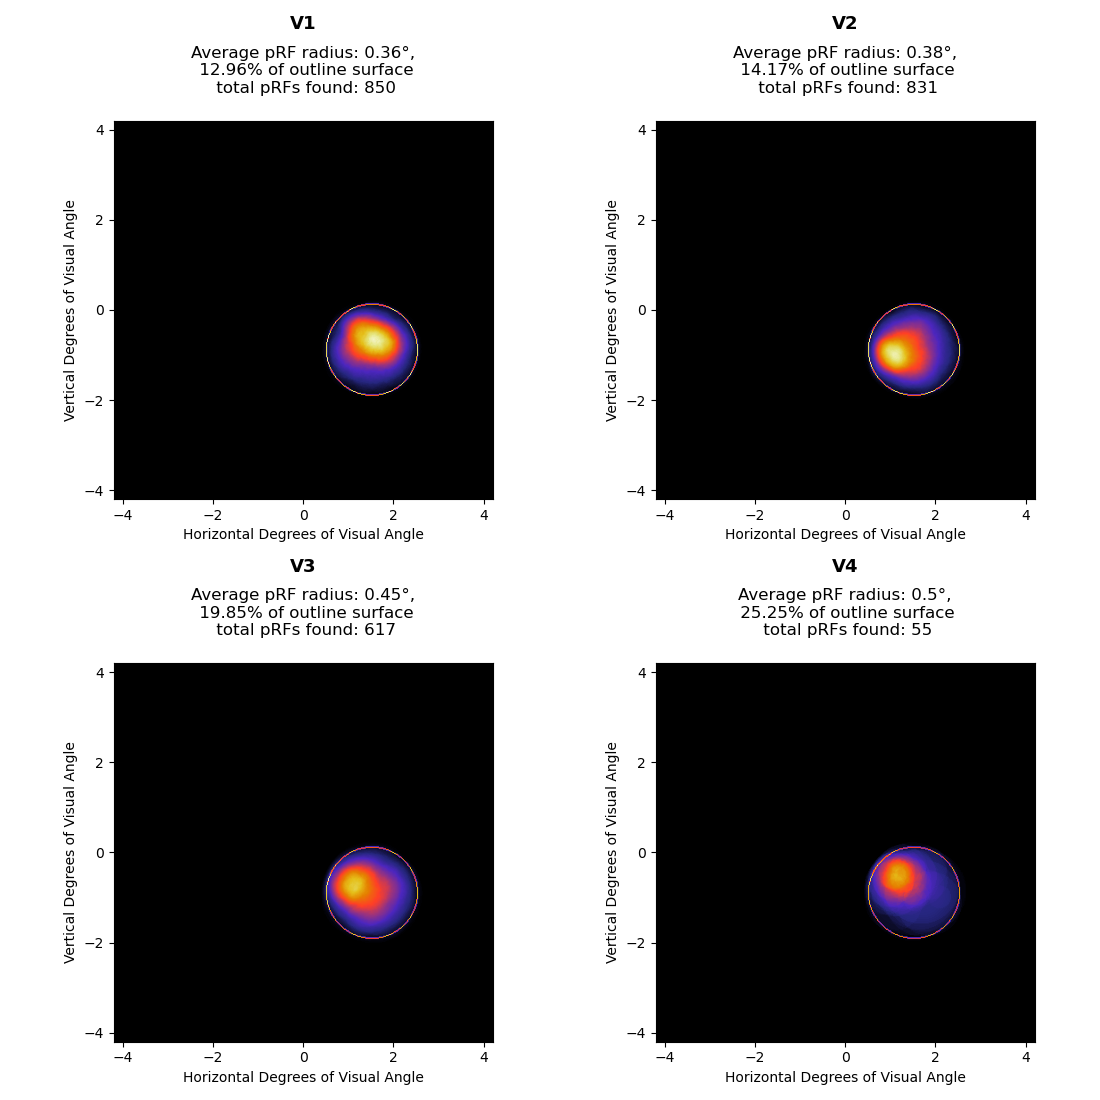 V1
Average pRF radius: 0.36°,
12.96% of outline surface
total pRFs found: 850
4
2
0
−2
−4
Vertical Degrees of Visual Angle
−4 −2 0 2 4
Horizontal Degrees of Visual Angle
V2
Average pRF radius: 0.38°,
14.17% of outline surface
total pRFs found: 831
4
2
0
−2
−4
Vertical Degrees of Visual Angle
−4 −2 0 2 4
Horizontal Degrees of Visual Angle
V3
Average pRF radius: 0.45°,
19.85% of outline surface
total pRFs found: 617
4
2
0
−2
−4
Vertical Degrees of Visual Angle
−4 −2 0 2 4
Horizontal Degrees of Visual Angle
V4
Average pRF radius: 0.5°,
25.25% of outline surface
total pRFs found: 55
4
2
0
−2
−4
Vertical Degrees of Visual Angle
−4 −2 0 2 4
Horizontal Degrees of Visual Angle